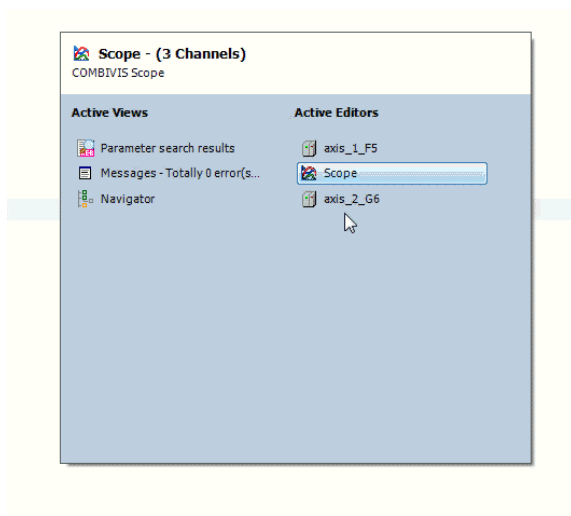 Scope - (3 Channels)
COMBIVIS Scope
Active Views
Active Editors
Parameter search results
axis_1_F5
Messages - Totally 0 error(s...
Scope
Navigator
axis_2_G6